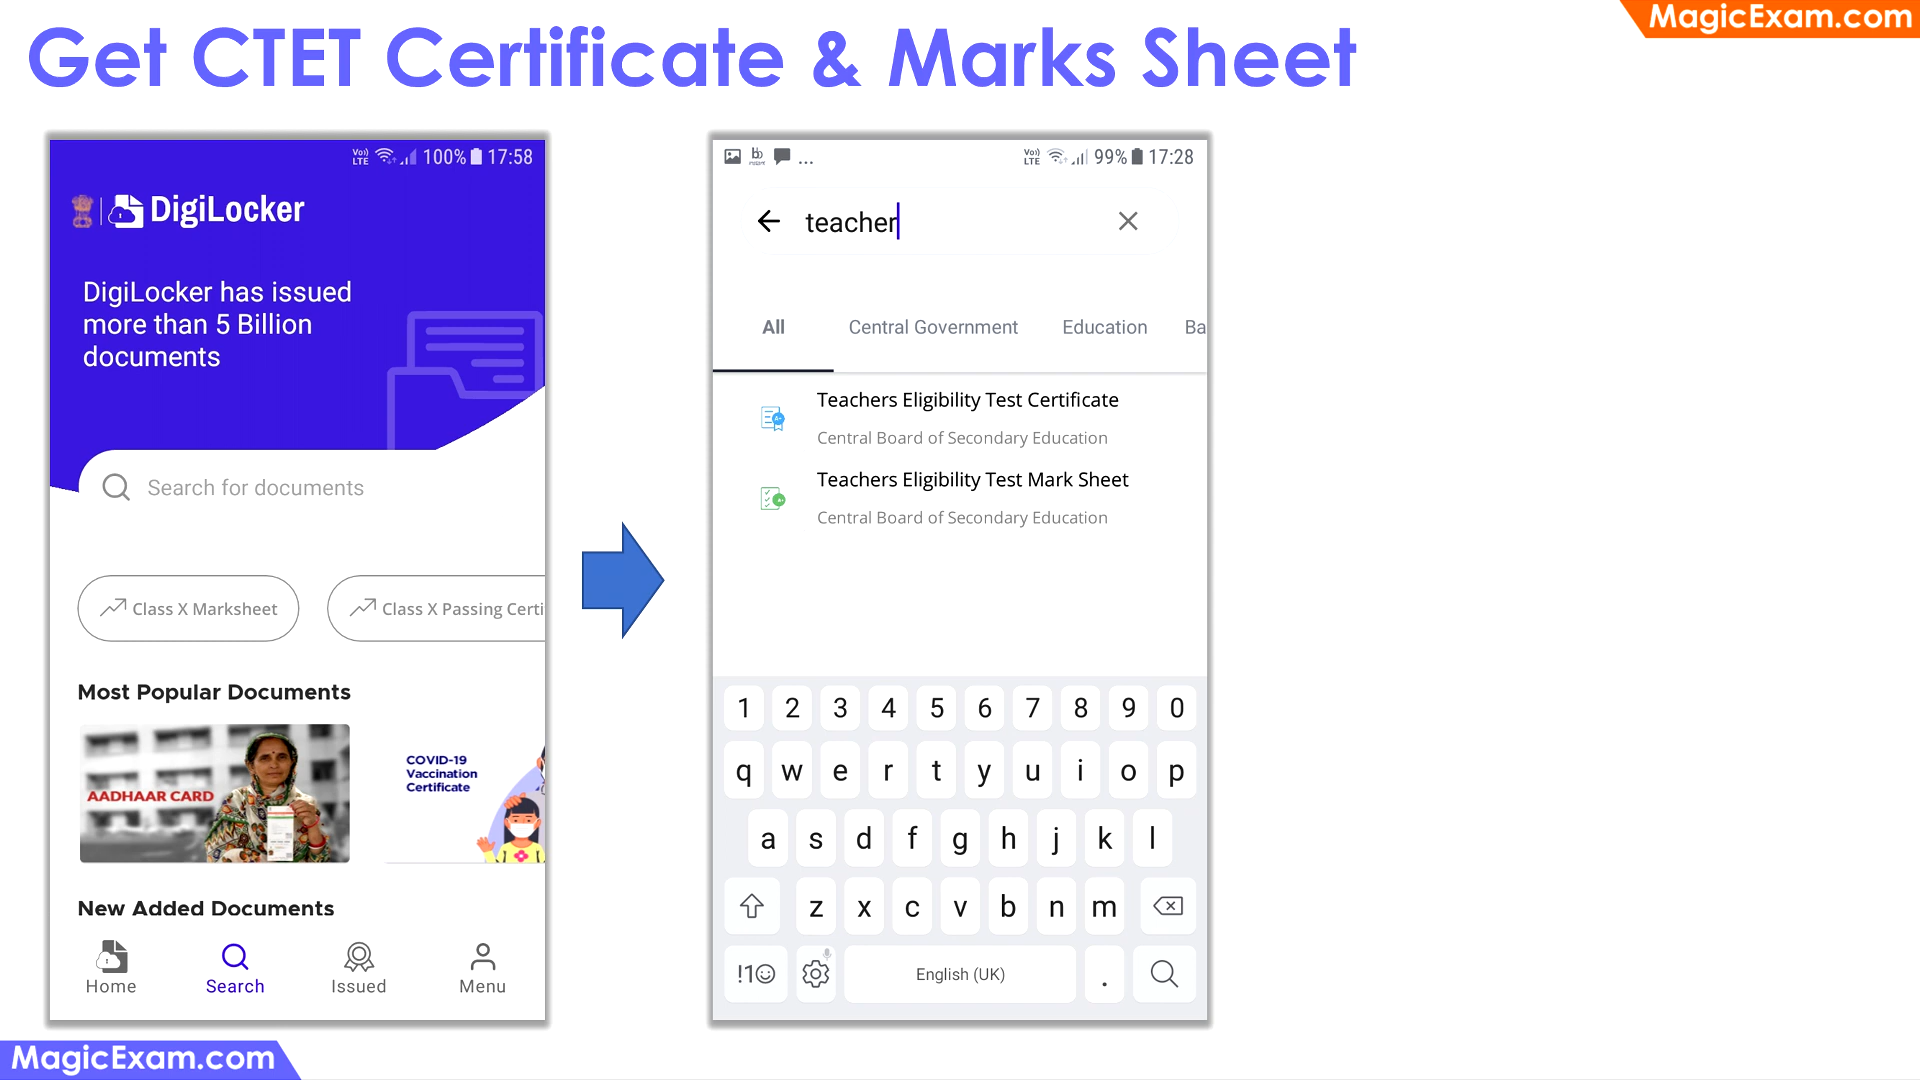 MagicExam.com
Get CTET Certificate & Marks Sheet
Vo) LTE 100% 17:58
DigiLocker
DigiLocker has issued
more than 5 Billion
documents
Search for documents
Class X Marksheet
Class X Passing Certi
Most Popular Documents
AADHAAR CARD
COVID-19
Vaccination
Certificate
New Added Documents
Home
Search
Issued
Menu
... Vo) LTE 99% 17:28
teacher
All
Central Government
Education
Ba
Teachers Eligibility Test Certificate
Central Board of Secondary Education
Teachers Eligibility Test Mark Sheet
Central Board of Secondary Education
1 2 3 4 5 6 7 8 9 0
q w e r t y u i o p
a s d f g h j k l
z x c v b n m
!1☺ English (UK) .
MagicExam.com